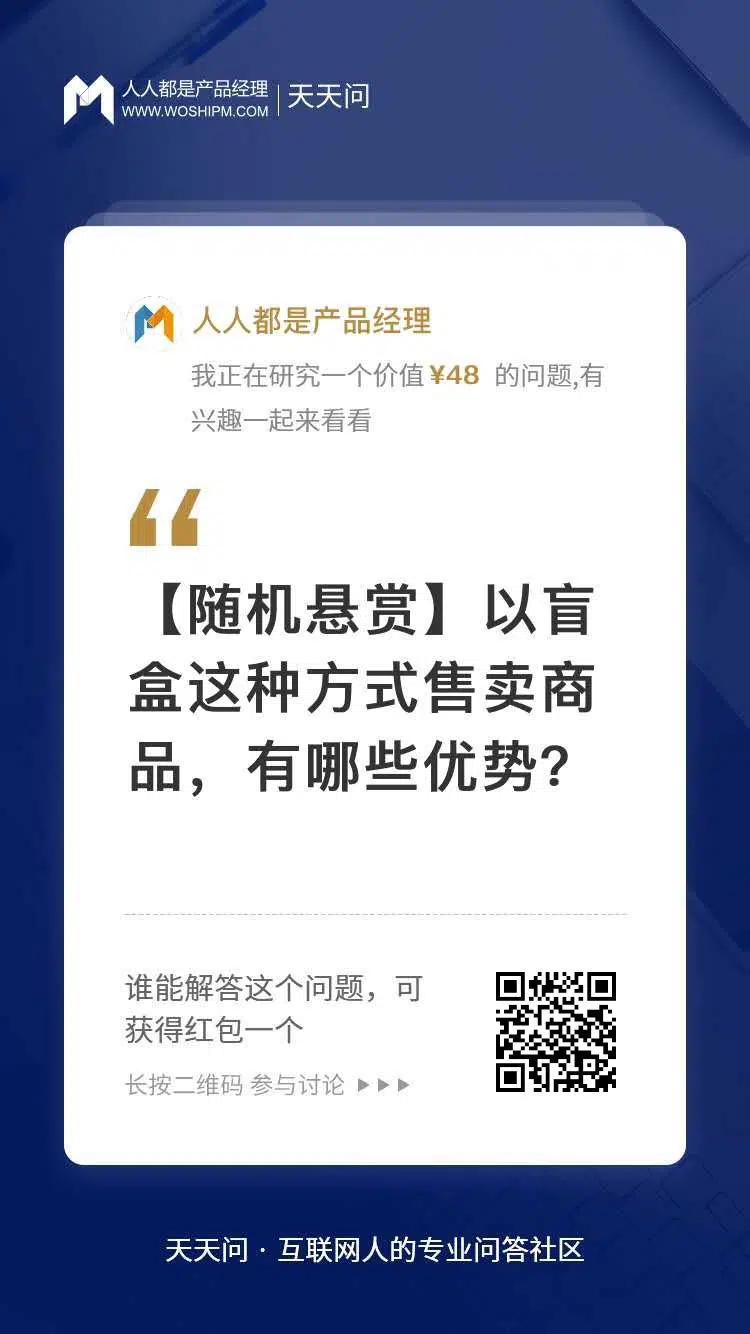 人人都是产品经理
WWW.WOSHIPM.COM
天天问
人人都是产品经理
我正在研究一个价值 ¥48 的问题,有
兴趣一起来看看
“
【随机悬赏】以盲
盒这种方式售卖商
品，有哪些优势？
谁能解答这个问题，可
获得红包一个
长按二维码 参与讨论
天天问 · 互联网人的专业问答社区